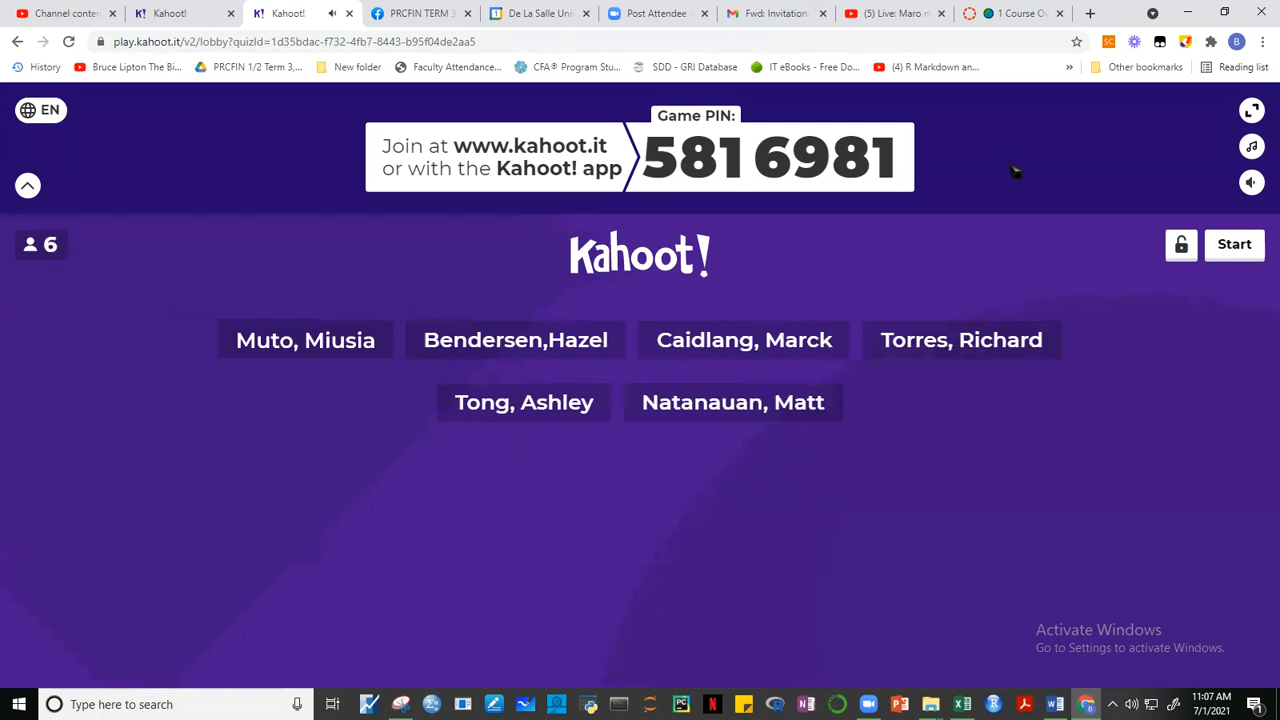 Channel conten
Kahoot!
Kahoot!
PRCFIN TERM 3
De La Salle Univ
Post Attendee -
Fwd: Invitation
(5) Live: Maro m
1 Course Ov
play.kahoot.it/v2/lobby?quizId=1d35bdac-f732-4fb7-8443-b95f04de2aa5
History
Bruce Lipton The Bi...
PRCFIN 1/2 Term 3,...
New folder
Faculty Attendance...
CFA® Program Stu...
SDD - GRI Database
IT eBooks - Free Do...
(4) R Markdown an...
Other bookmarks
Reading list
EN
Game PIN:
Join at www.kahoot.it
or with the Kahoot! app
581 6981
6
Kahoot!
Start
Muto, Miusia
Bendersen,Hazel
Caidlang, Marck
Torres, Richard
Tong, Ashley
Natanauan, Matt
Activate Windows
Go to Settings to activate Windows.
Type here to search
11:07 AM
7/1/2021